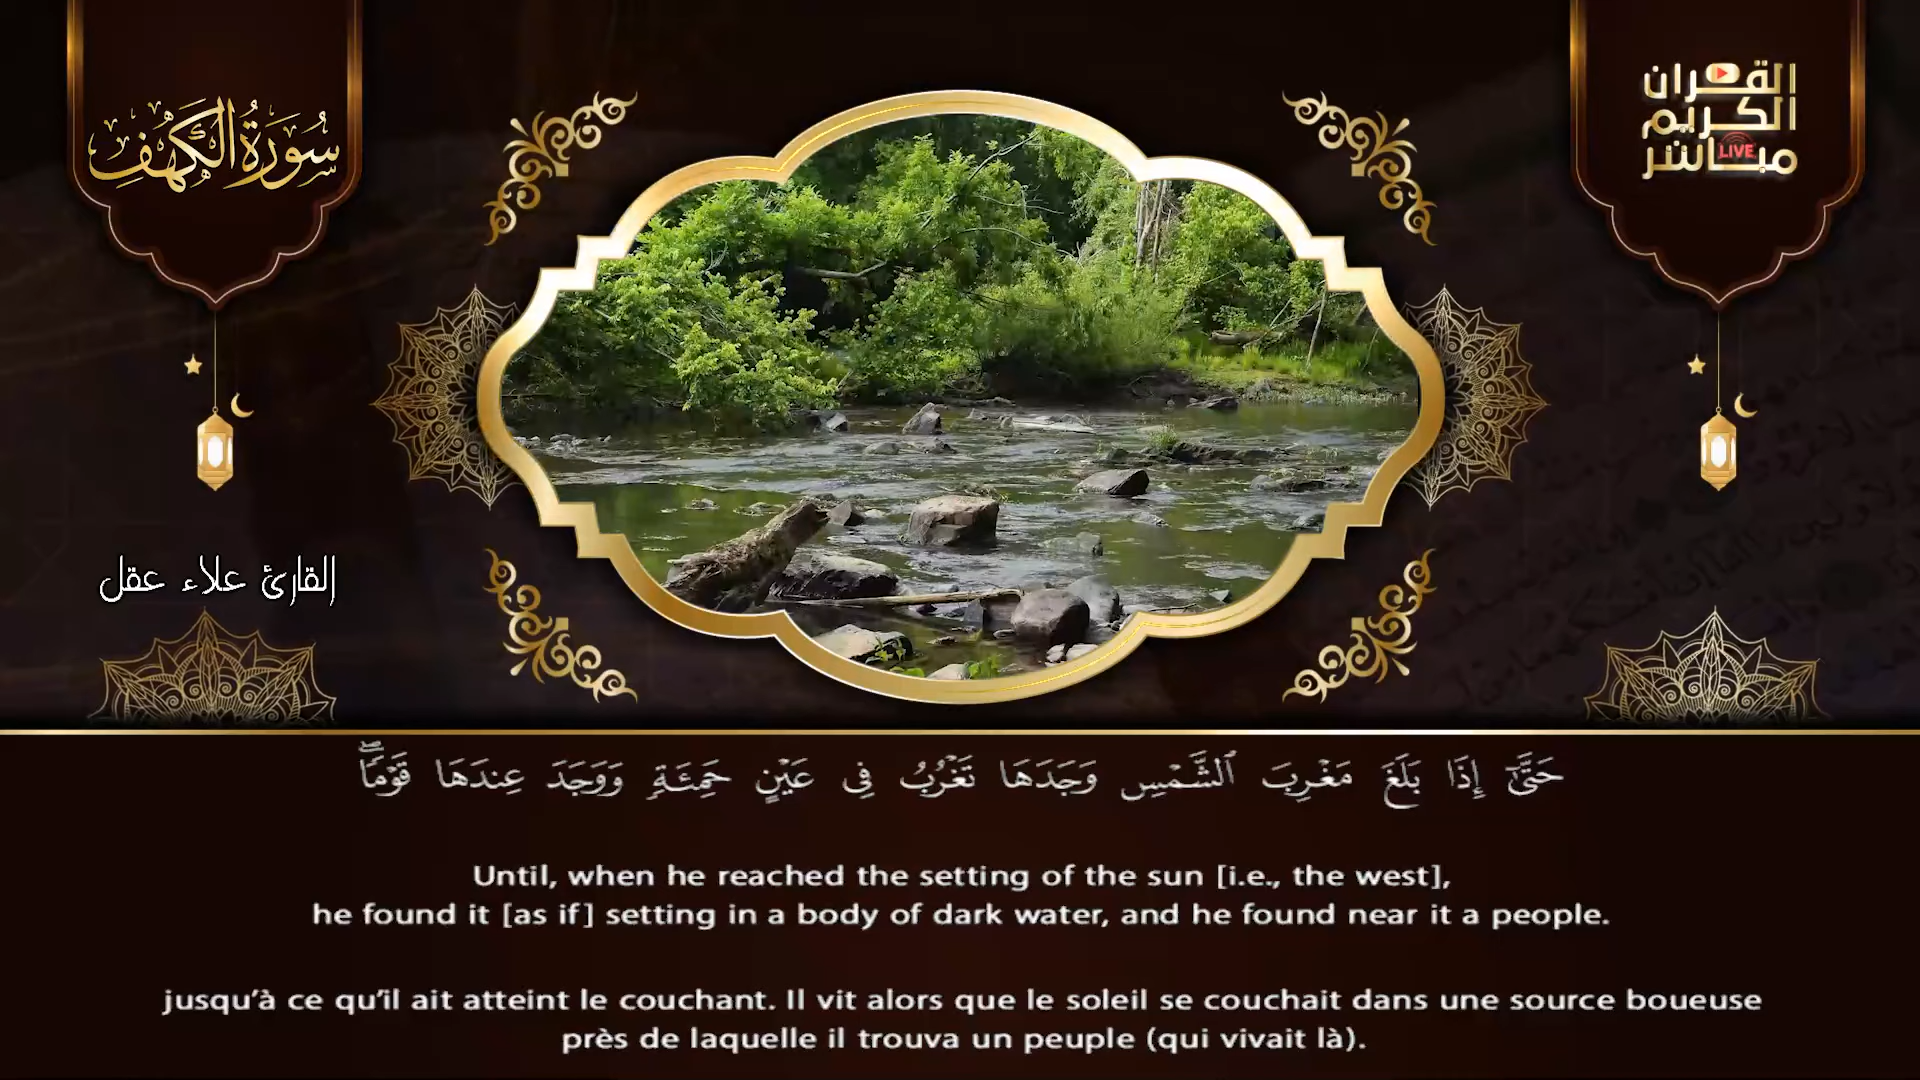 سُورَةُ الكَهْفِ
القران
الكريم
مباشر
LIVE
القارئ علاء عقل
حَتَّىٰٓ إِذَا بَلَغَ مَغْرِبَ ٱلشَّمْسِ وَجَدَهَا تَغْرُبُ فِى عَيْنٍ حَمِئَةٍ وَوَجَدَ عِندَهَا قَوْمًاۖ
Until, when he reached the setting of the sun [i.e., the west],
he found it [as if] setting in a body of dark water, and he found near it a people.
jusqu’à ce qu’il ait atteint le couchant. Il vit alors que le soleil se couchait dans une source boueuse
près de laquelle il trouva un peuple (qui vivait là).